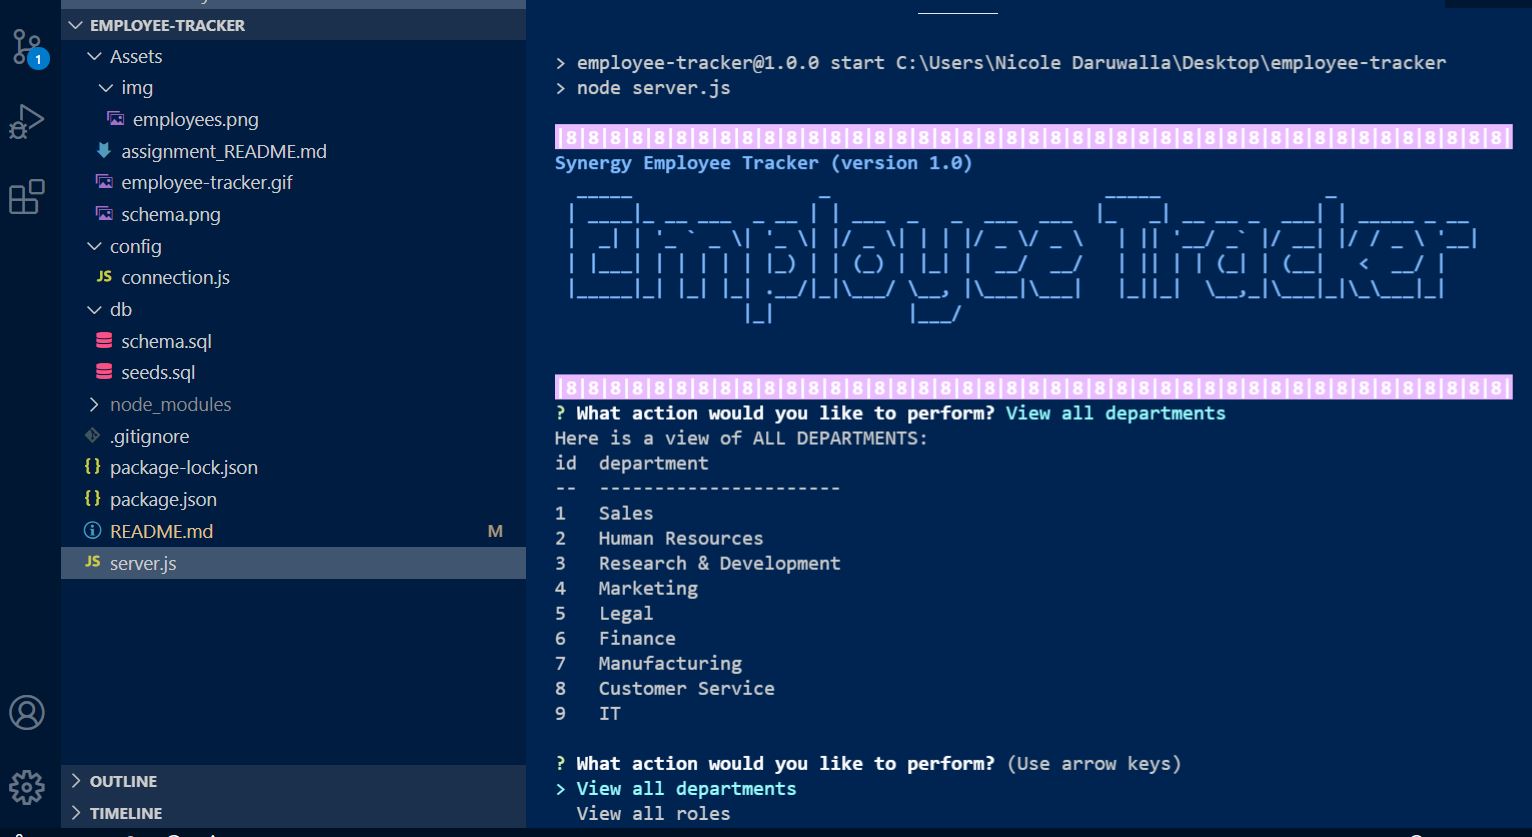 EMPLOYEE-TRACKER
Assets
img
employees.png
assignment_README.md
employee-tracker.gif
schema.png
config
JS connection.js
db
schema.sql
seeds.sql
node_modules
.gitignore
{} package-lock.json
{} package.json
README.md M
JS server.js
OUTLINE
TIMELINE
1
> employee-tracker@1.0.0 start C:\Users\Nicole Daruwalla\Desktop\employee-tracker
> node server.js
|8|8|8|8|8|8|8|8|8|8|8|8|8|8|8|8|8|8|8|8|8|8|8|8|8|8|8|8|8|8|8|8|8|8|8|8|8|8|8|8|8|8|8|
Synergy Employee Tracker (version 1.0)
Employee Tracker
|8|8|8|8|8|8|8|8|8|8|8|8|8|8|8|8|8|8|8|8|8|8|8|8|8|8|8|8|8|8|8|8|8|8|8|8|8|8|8|8|8|8|8|
? What action would you like to perform? View all departments
Here is a view of ALL DEPARTMENTS:
id department
-- ----------------------
1 Sales
2 Human Resources
3 Research & Development
4 Marketing
5 Legal
6 Finance
7 Manufacturing
8 Customer Service
9 IT
? What action would you like to perform? (Use arrow keys)
> View all departments
View all roles